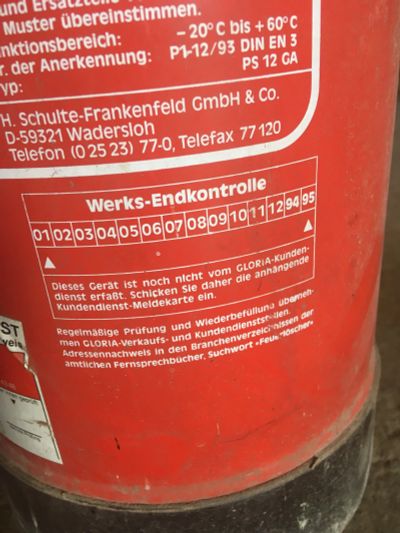 und Ersatzteile
Muster übereinstimmen.
nktionsbereich: – 20°C bis + 60°C
r. der Anerkennung: P1-12/93 DIN EN 3
yp: PS 12 GA
H. Schulte-Frankenfeld GmbH & Co.
D-59321 Wadersloh
Telefon (0 25 23) 77-0, Telefax 77 120
Werks-Endkontrolle
01 02 03 04 05 06 07 08 09 10 11 12 94 95
Dieses Gerät ist noch nicht vom GLORIA-Kunden-
dienst erfaßt. Schicken Sie daher die anhängende
Kundendienst-Meldekarte ein.
Regelmäßige Prüfung und Wiederbefüllung überneh-
men GLORIA-Verkaufs- und Kundendienststellen.
Adressennachweis in den Branchenverzeichnissen der
amtlichen Fernsprechbücher, Suchwort »Feuerlöscher«
ST
weis